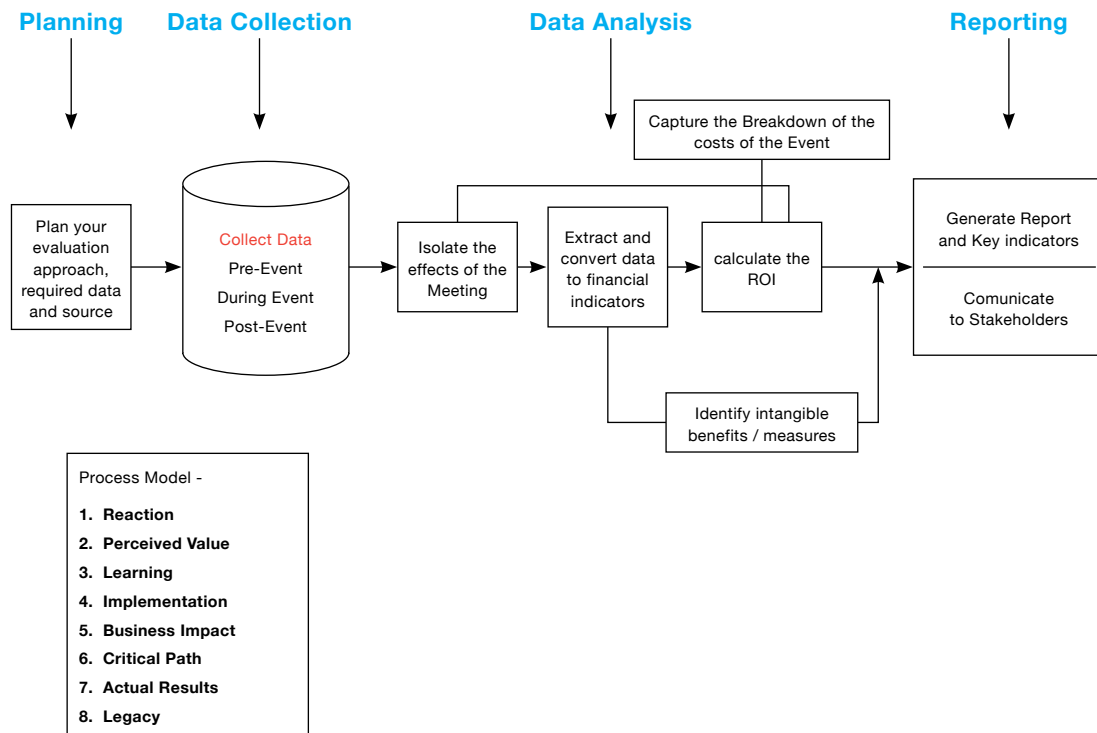 Planning
Data Collection
Data Analysis
Reporting
Capture the Breakdown of the
costs of the Event
Plan your
evaluation
approach,
required data
and source
Collect Data
Pre-Event
During Event
Post-Event
Isolate the
effects of the
Meeting
Extract and
convert data
to financial
indicators
calculate the
ROI
Generate Report
and Key indicators
Comunicate
to Stakeholders
Identify intangible
benefits / measures
Process Model -
1. Reaction
2. Perceived Value
3. Learning
4. Implementation
5. Business Impact
6. Critical Path
7. Actual Results
8. Legacy